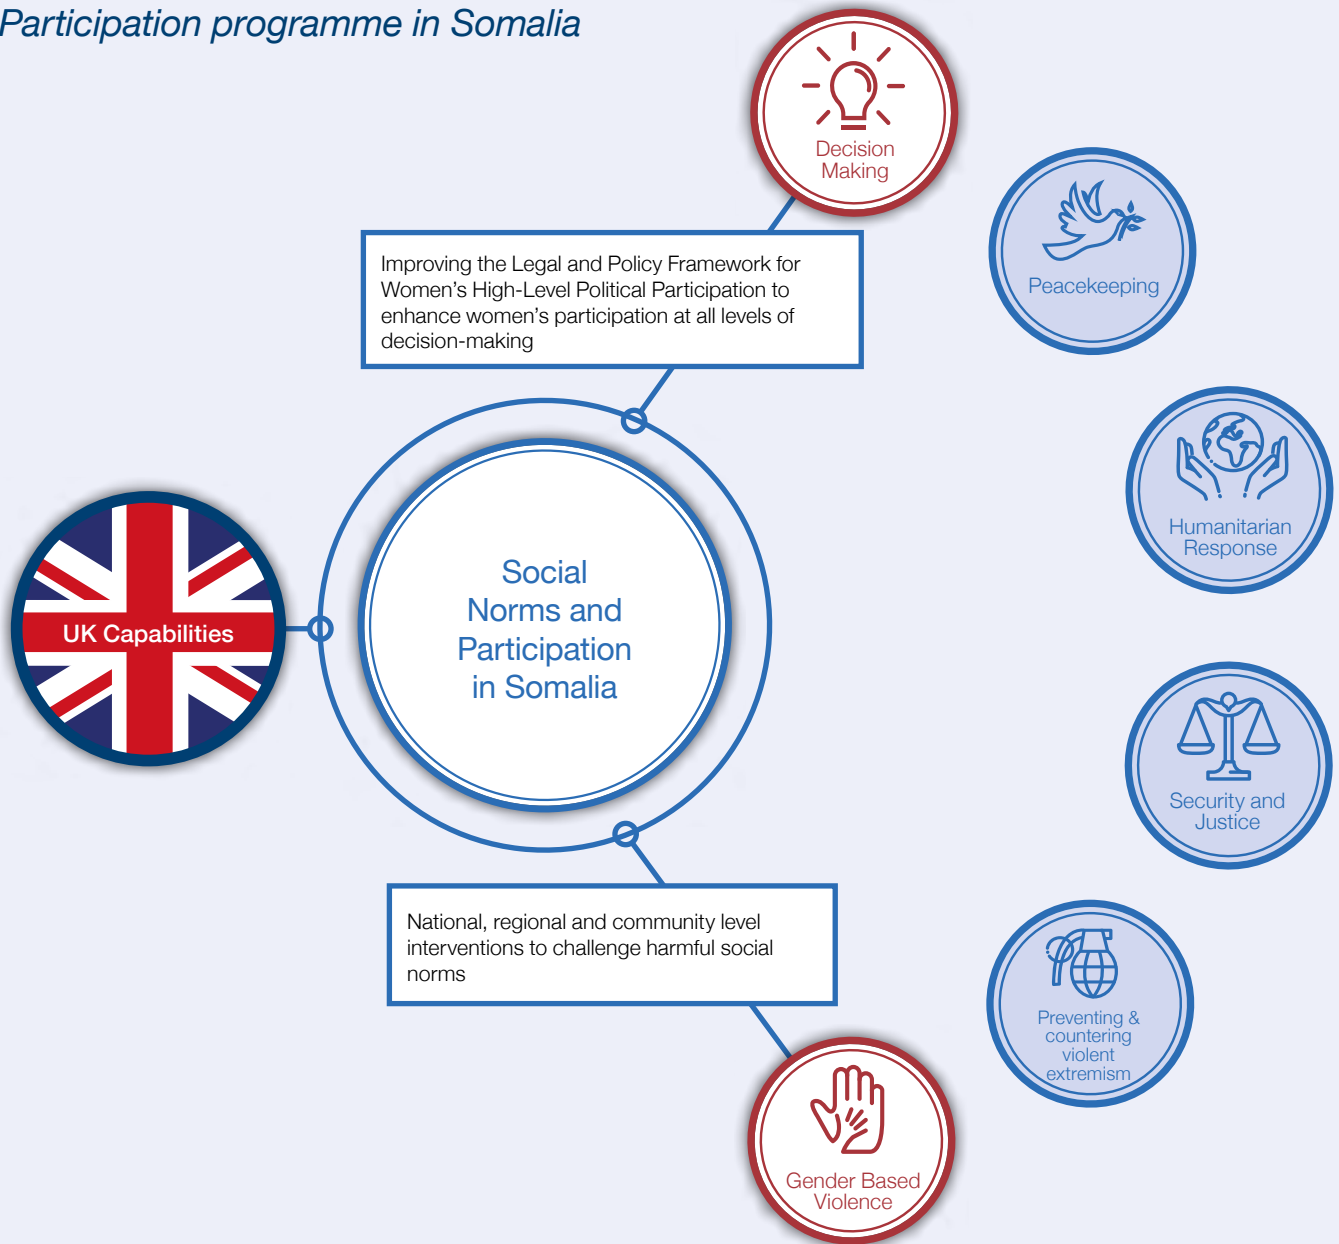 Participation programme in Somalia
Decision
Making
Peacekeeping
Improving the Legal and Policy Framework for
Women’s High-Level Political Participation to
enhance women’s participation at all levels of
decision-making
Humanitarian
Response
Social
Norms and
Participation
in Somalia
UK Capabilities
Security and
Justice
National, regional and community level
interventions to challenge harmful social
norms
Preventing &
countering
violent
extremism
Gender Based
Violence